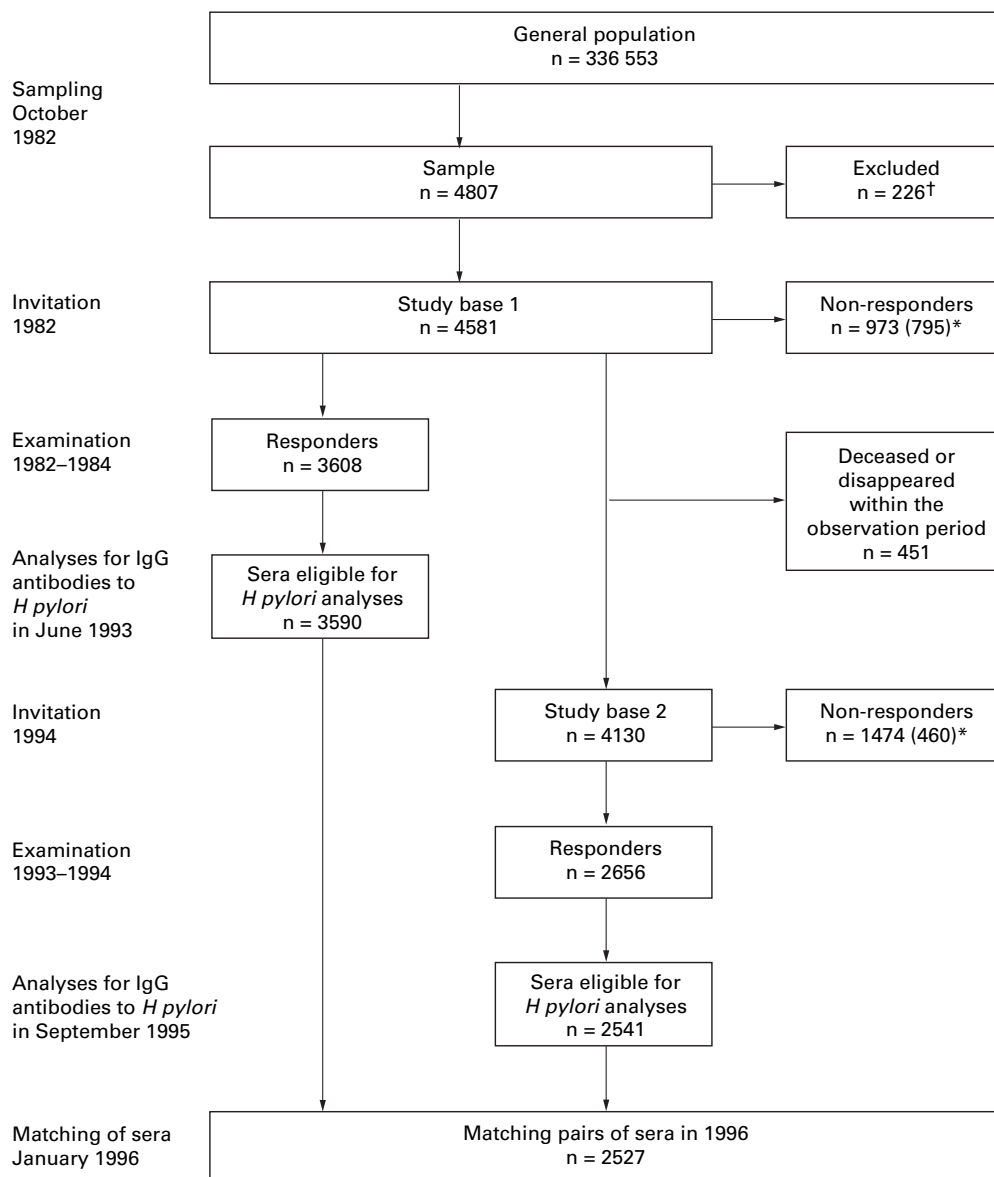 General population
n = 336 553
Sampling
October
1982
Sample
n = 4807
Excluded
n = 226†
Invitation
1982
Study base 1
n = 4581
Non-responders
n = 973 (795)*
Examination
1982–1984
Responders
n = 3608
Deceased or
disappeared
within the
observation period
n = 451
Analyses for IgG
antibodies to
H pylori
in June 1993
Sera eligible for
H pylori analyses
n = 3590
Invitation
1994
Study base 2
n = 4130
Non-responders
n = 1474 (460)*
Examination
1993–1994
Responders
n = 2656
Analyses for IgG
antibodies to H pylori
in September 1995
Sera eligible for
H pylori analyses
n = 2541
Matching of sera
January 1996
Matching pairs of sera in 1996
n = 2527